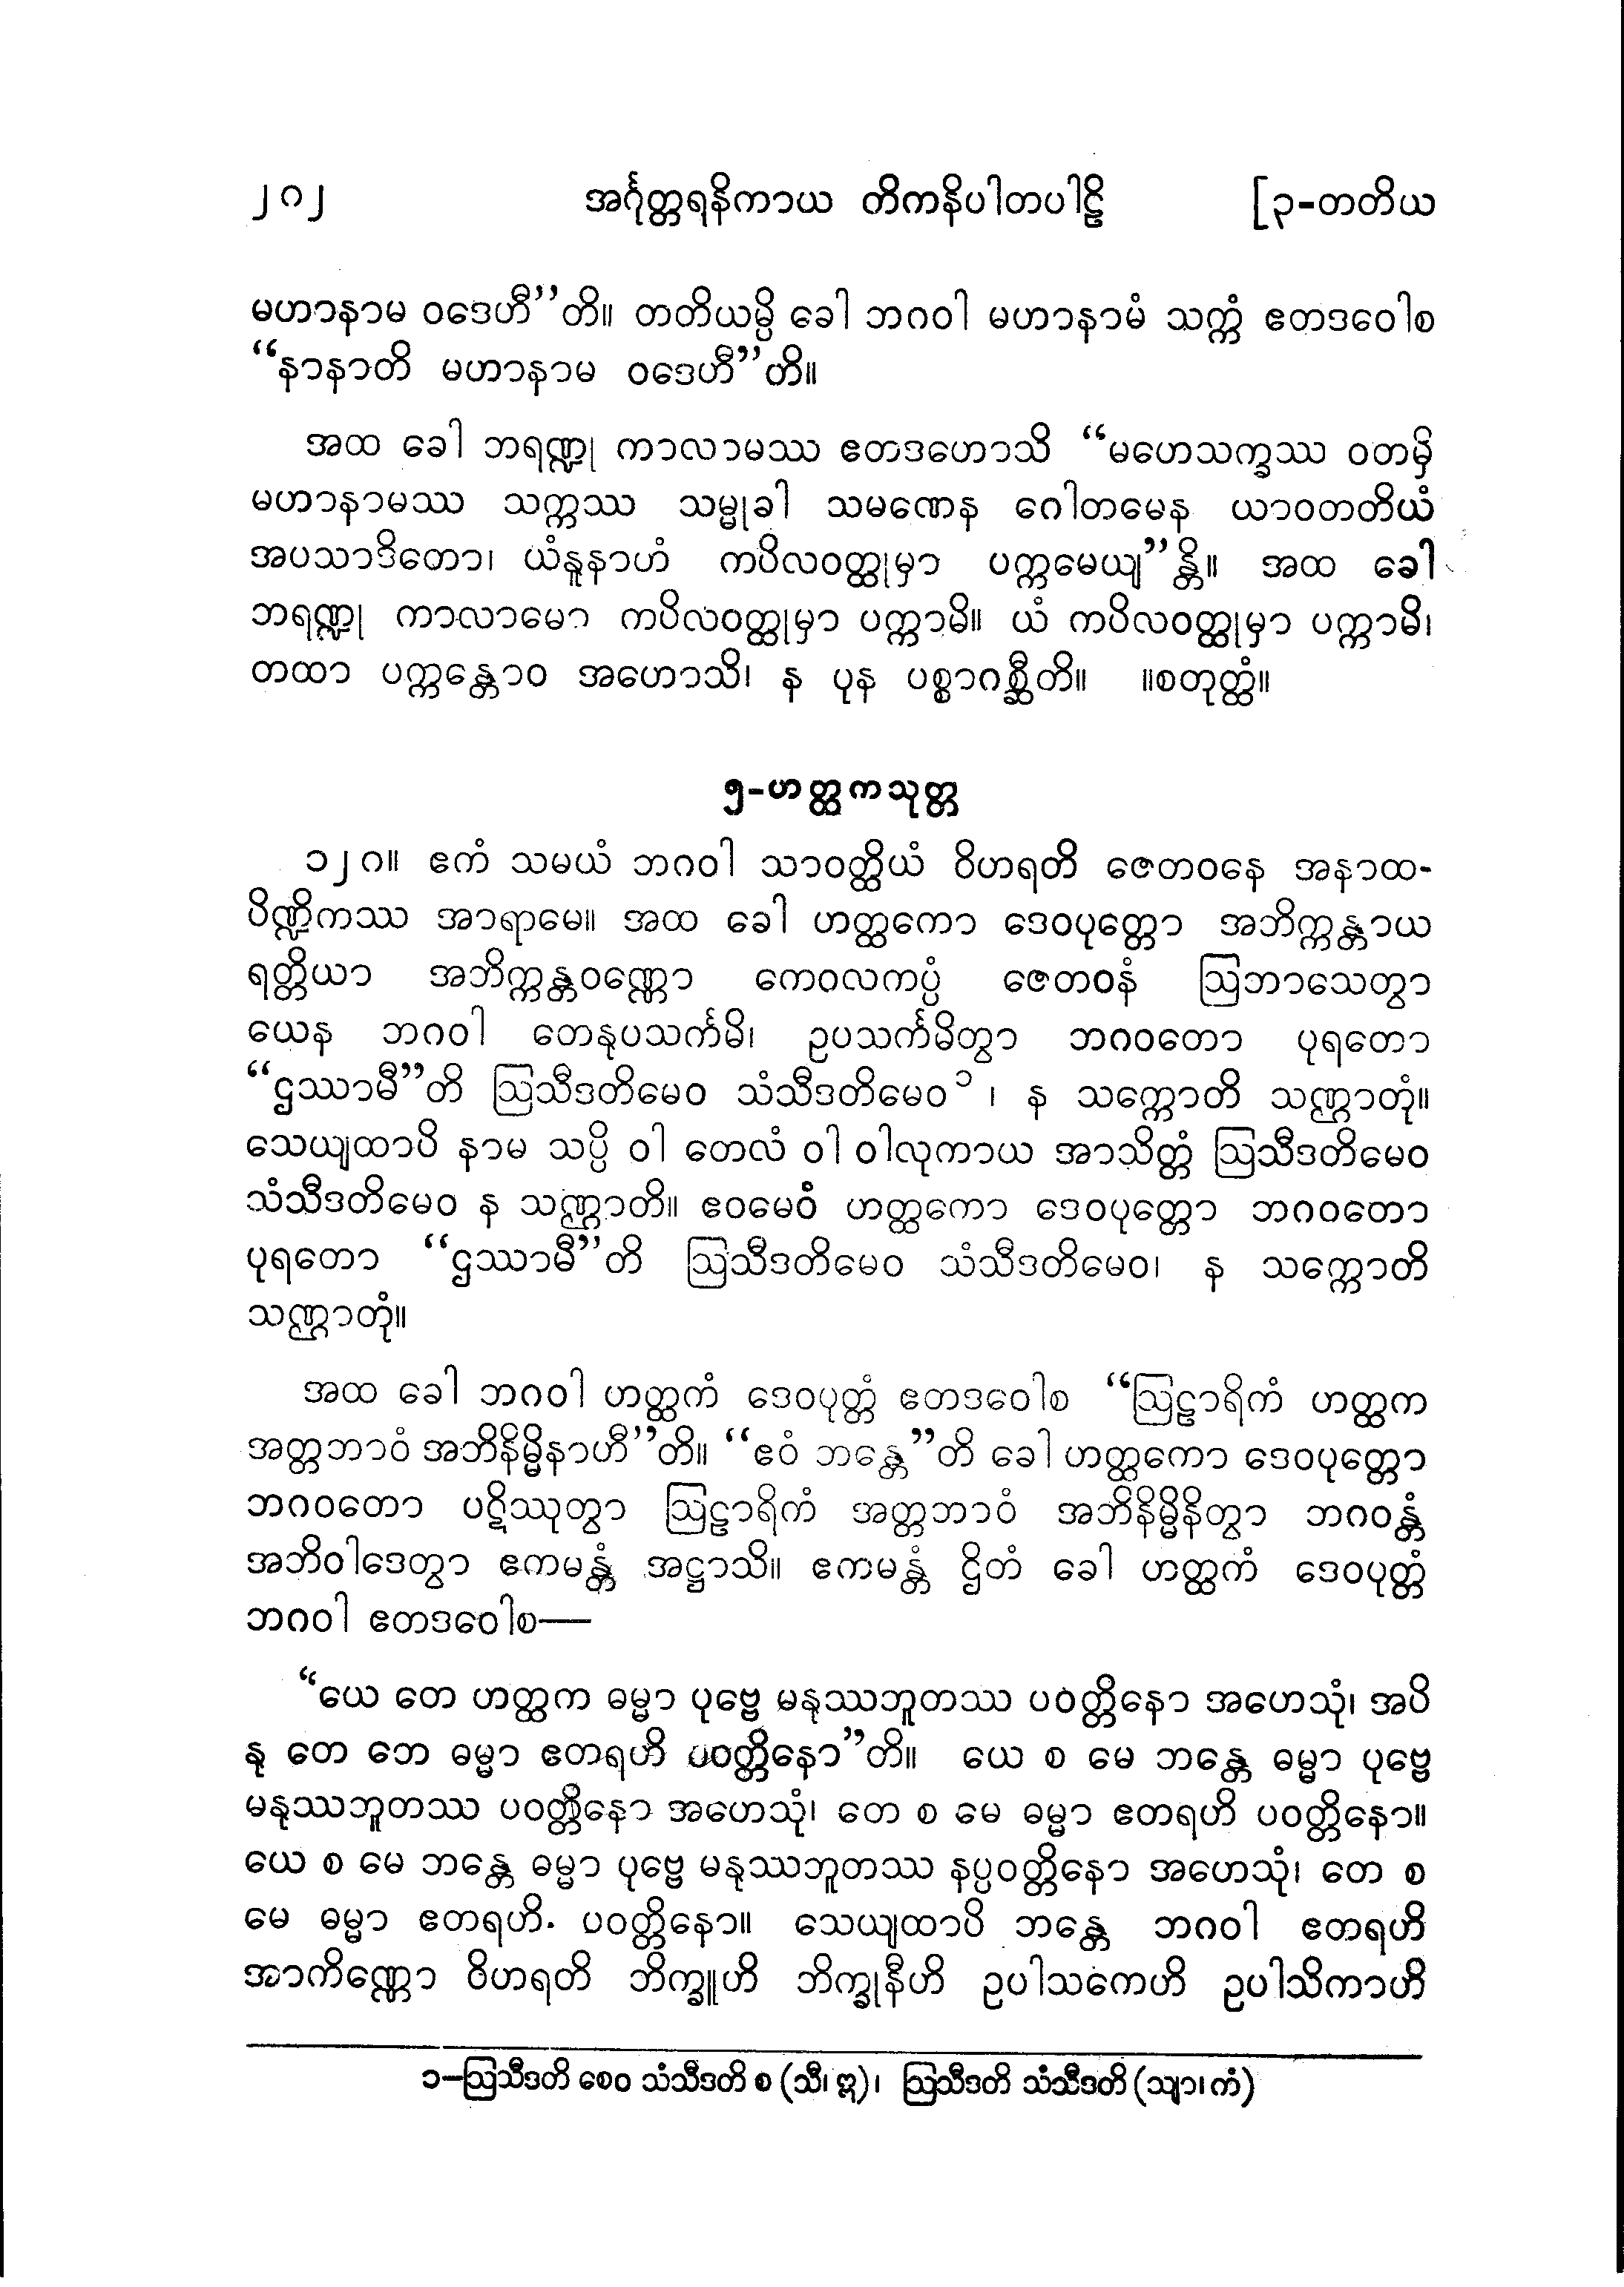 ၂၇၂ အင်္ဂုတ္တရနိကာယ တိကနိပါတပါဠိ [၃-တတိယ
မဟာနာမ ဝဒေဟီ”တိ။ တတိယမ္ပိ ခေါ ဘဂဝါ မဟာနာမံ သက္ကံ ဧတဒဝေါစ
“နာနာတိ မဟာနာမ ဝဒေဟီ”တိ။
အထ ခေါ ဘရဏ္ဍု ကာလာမဿ ဧတဒဟောသိ “မဟေသက္ခဿ ဝတမှိ
မဟာနာမဿ သက္ကဿ သမ္မုခါ သမဏေန ဂေါတမေန ယာဝတတိယံ
အပသာဒိတော၊ ယံနူနာဟံ ကပိလဝတ္ထုမှာ ပက္ကမေယျ”န္တိ။ အထ ခေါ
ဘရဏ္ဍု ကာလာမော ကပိလဝတ္ထုမှာ ပက္ကာမိ။ ယံ ကပိလဝတ္ထုမှာ ပက္ကာမိ၊
တထာ ပက္ကန္တောဝ အဟောသိ၊ န ပုန ပစ္စာဂစ္ဆီတိ။ ။စတုတ္ထံ။
၅-ဟတ္ထကသုတ္တ
၁၂၇။ ဧကံ သမယံ ဘဂဝါ သာဝတ္ထိယံ ဝိဟရတိ ဇေတဝနေ အနာထ-
ပိဏ္ဍိကဿ အာရာမေ။ အထ ခေါ ဟတ္ထကော ဒေဝပုတ္တော အဘိက္ကန္တာယ
ရတ္တိယာ အဘိက္ကန္တဝဏ္ဏော ကေဝလကပ္ပံ ဇေတဝနံ ဩဘာသေတွာ
ယေန ဘဂဝါ တေနုပသင်္ကမိ၊ ဥပသင်္ကမိတွာ ဘဂဝတော ပုရတော
“ဌဿာမီ”တိ ဩသီဒတိမေဝ သံသီဒတိမေဝ၁ ၊ န သက္ကောတိ သဏ္ဌာတုံ။
သေယျထာပိ နာမ သပ္ပိ ဝါ တေလံ ဝါ ဝါလုကာယ အာသိတ္တံ ဩသီဒတိမေဝ
သံသီဒတိမေဝ န သဏ္ဌာတိ။ ဧဝမေဝံ ဟတ္ထကော ဒေဝပုတ္တော ဘဂဝတော
ပုရတော “ဌဿာမီ”တိ ဩသီဒတိမေဝ သံသီဒတိမေဝ၊ န သက္ကောတိ
သဏ္ဌာတုံ။
အထ ခေါ ဘဂဝါ ဟတ္ထကံ ဒေဝပုတ္တံ ဧတဒဝေါစ “ဩဠာရိကံ ဟတ္ထက
အတ္တဘာဝံ အဘိနိမ္မိနာဟီ”တိ။ “ဧဝံ ဘန္တေ”တိ ခေါ ဟတ္ထကော ဒေဝပုတ္တော
ဘဂဝတော ပဋိဿုတွာ ဩဠာရိကံ အတ္တဘာဝံ အဘိနိမ္မိနိတွာ ဘဂဝန္တံ
အဘိဝါဒေတွာ ဧကမန္တံ အဋ္ဌာသိ။ ဧကမန္တံ ဌိတံ ခေါ ဟတ္ထကံ ဒေဝပုတ္တံ
ဘဂဝါ ဧတဒဝေါစ—
“ယေ တေ ဟတ္ထက ဓမ္မာ ပုဗ္ဗေ မနုဿဘူတဿ ပဝတ္တိနော အဟေသုံ၊ အပိ
နု တေ တေ ဓမ္မာ ဧတရဟိ ပဝတ္တိနော”တိ။ ယေ စ မေ ဘန္တေ ဓမ္မာ ပုဗ္ဗေ
မနုဿဘူတဿ ပဝတ္တိနော အဟေသုံ၊ တေ စ မေ ဓမ္မာ ဧတရဟိ ပဝတ္တိနော။
ယေ စ မေ ဘန္တေ ဓမ္မာ ပုဗ္ဗေ မနုဿဘူတဿ နပ္ပဝတ္တိနော အဟေသုံ၊ တေ စ
မေ ဓမ္မာ ဧတရဟိ ပဝတ္တိနော။ သေယျထာပိ ဘန္တေ ဘဂဝါ ဧတရဟိ
အာကိဏ္ဏော ဝိဟရတိ ဘိက္ခူဟိ ဘိက္ခုနီဟိ ဥပါသကေဟိ ဥပါသိကာဟိ
၁—ဩသီဒတိ စေဝ သံသီဒတိ စ (သီ၊ ဣ)၊ ဩသီဒတိ သံသီဒတိ (သျာ၊ ကံ)